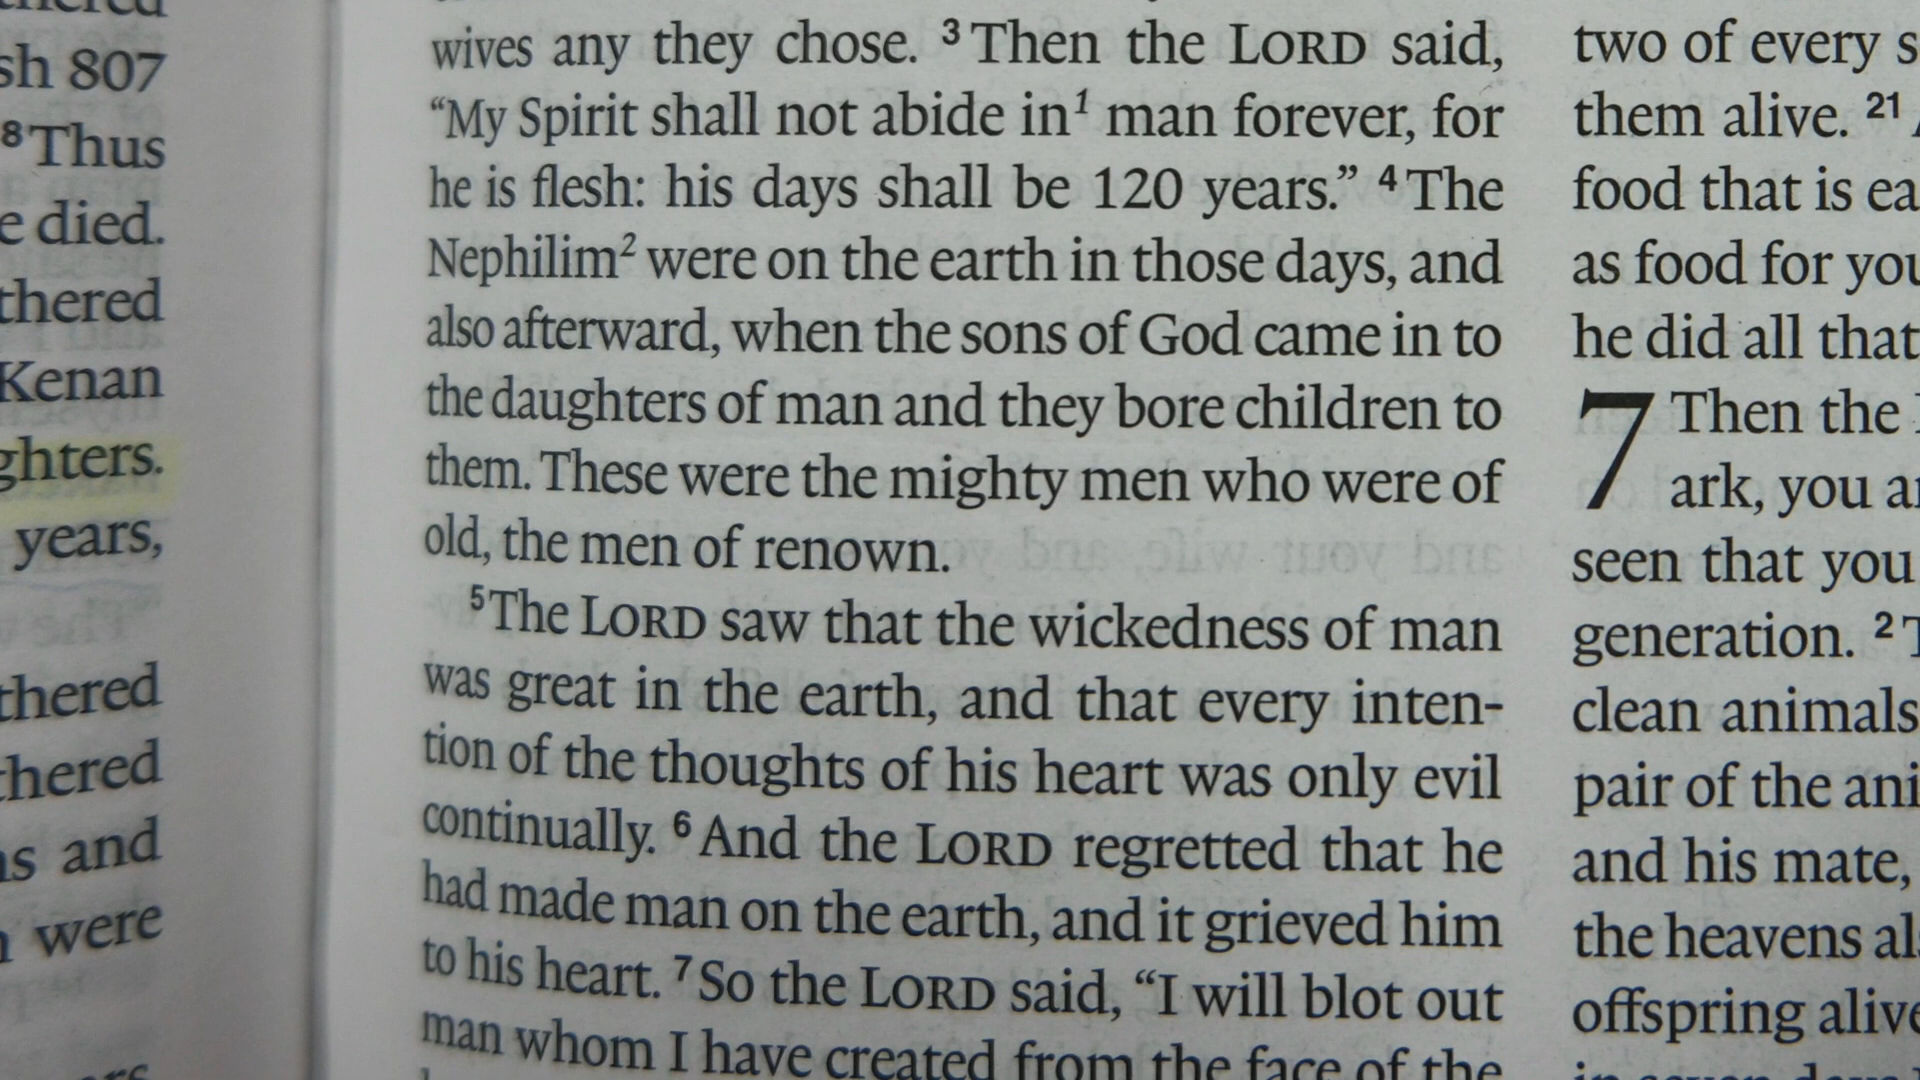 sh 807
8 Thus
e died.
thered
Kenan
ghters.
years,
thered
thered
and
were
wives any they chose. 3 Then the LORD said,
“My Spirit shall not abide in1 man forever, for
he is flesh: his days shall be 120 years.” 4 The
Nephilim2 were on the earth in those days, and
also afterward, when the sons of God came in to
the daughters of man and they bore children to
them. These were the mighty men who were of
old, the men of renown.
5 The LORD saw that the wickedness of man
was great in the earth, and that every inten-
tion of the thoughts of his heart was only evil
continually. 6 And the LORD regretted that he
had made man on the earth, and it grieved him
to his heart. 7 So the LORD said, “I will blot out
man whom I have created from the face of the
two of every s
them alive. 21
food that is ea
as food for you
he did all that
7 Then the
ark, you
seen that you
generation. 2 T
clean animals
pair of the ani
and his mate,
the heavens al
offspring alive